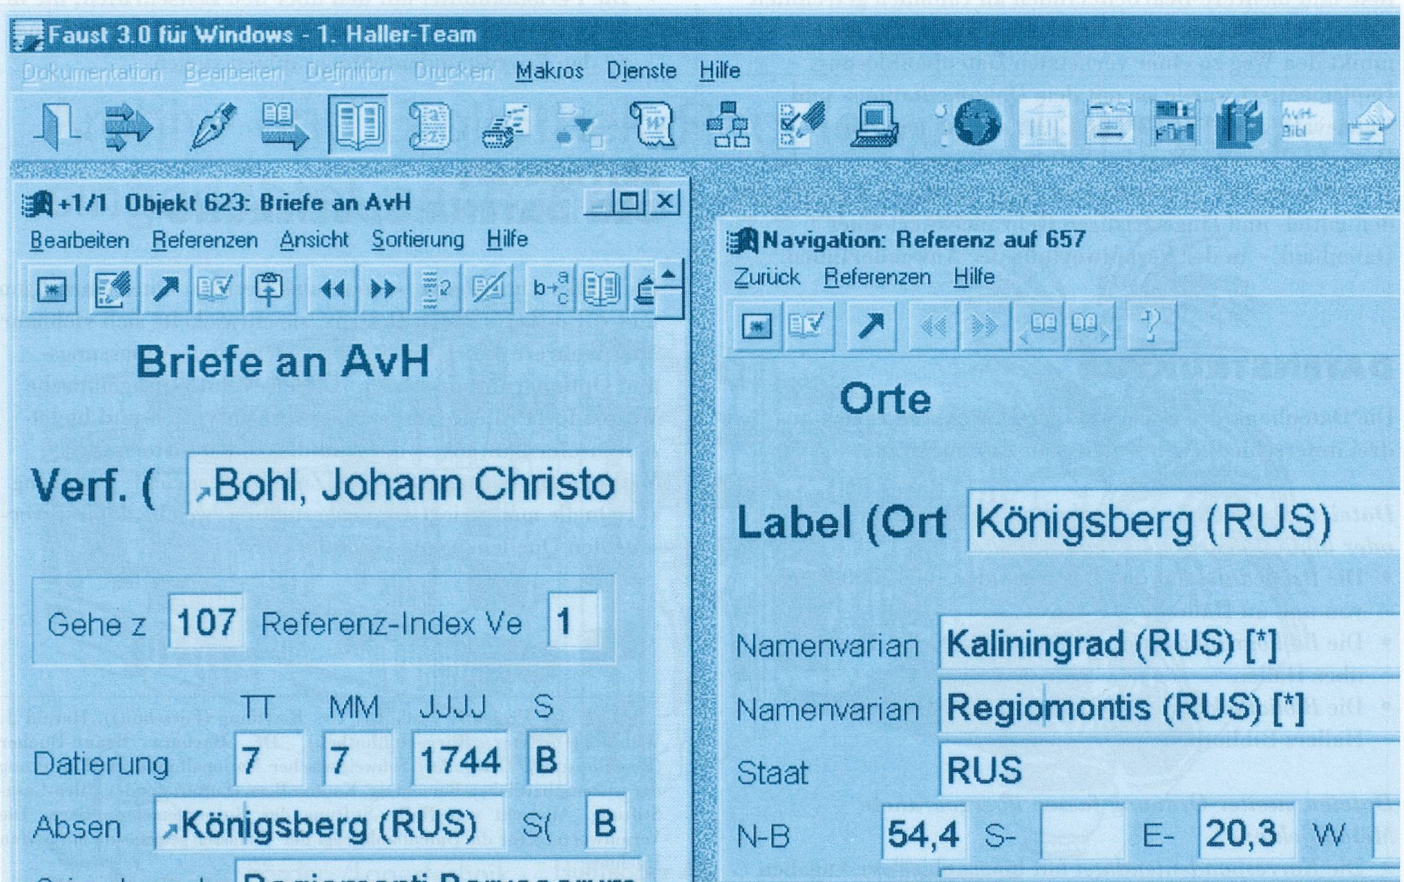 Faust 3.0 für Windows - 1. Haller-Team
Dokumentation Bearbeiten Definition Drucken Makros Dienste Hilfe
AvH-
Bibl
+1/1 Objekt 623: Briefe an AvH
Bearbeiten Referenzen Ansicht Sortierung Hilfe
Briefe an AvH
Verf. ( Bohl, Johann Christo
Gehe z 107 Referenz-Index Ve 1
TT MM JJJJ S
Datierung 7 7 1744 B
Absen Königsberg (RUS) S( B
Navigation: Referenz auf 657
Zurück Referenzen Hilfe
Orte
Label (Ort Königsberg (RUS)
Namenvarian Kaliningrad (RUS) [*]
Namenvarian Regiomontis (RUS) [*]
Staat RUS
N-B 54,4 S- E- 20,3 W